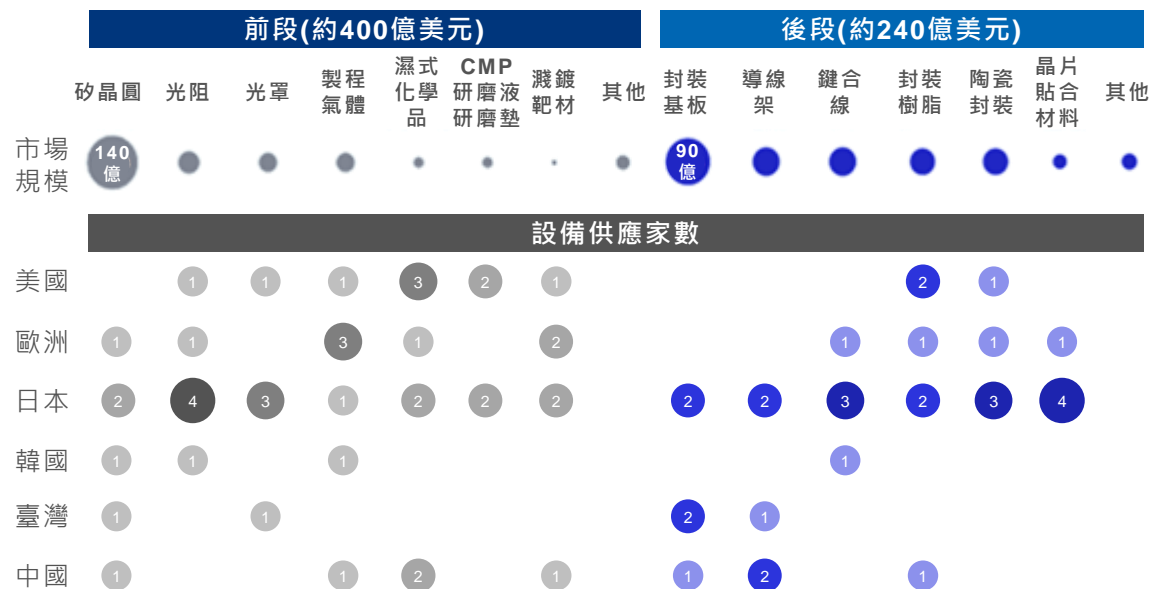 前段(約400億美元)
後段(約240億美元)
矽晶圓
光阻
光罩
製程
氣體
濕式
化學
品
CMP
研磨液
研磨墊
濺鍍
靶材
其他
封裝
基板
導線
架
鍵合
線
封裝
樹脂
陶瓷
封裝
晶片
貼合
材料
其他
市場
規模
140
億
90
億
設備供應家數
美國 1 1 1 3 2 1 2 1
歐洲 1 1 3 1 2 1 1 1 1
日本 2 4 3 1 2 2 2 2 2 3 2 3 4
韓國 1 1 1 1
臺灣 1 1 2 1
中國 1 1 2 1 1 2 1